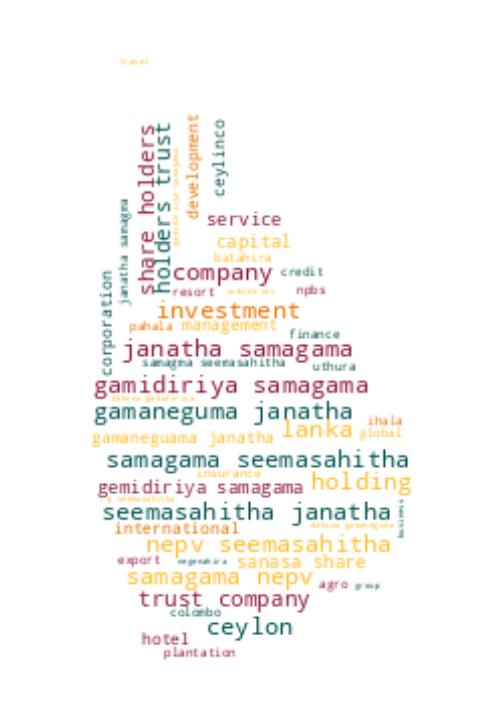 travel
share holders
holders trust
development
ceylinco
janatha samagma
corporation
service
capital
batahira
company
credit
resort
npbs
investment
pahala
management
finance
janatha samagama
samagma seemasahitha
uthura
gamidiriya samagama
gamaneguma janatha
ihala
gamaneguama janatha
lanka
global
samagama seemasahitha
insurance
gemidiriya samagama
holding
seemasahitha janatha
business
international
nepv seemasahitha
export
sanasa share
samagama nepv
agro
group
trust company
colombo
ceylon
hotel
plantation